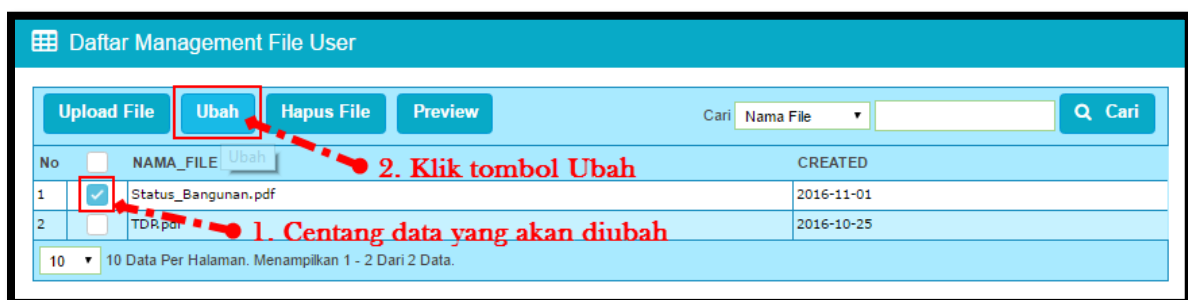 Daftar Management File User
Upload File Ubah Hapus File Preview Cari Nama File Cari
No NAMA_FILE Ubah CREATED
2. Klik tombol Ubah
1 Status_Bangunan.pdf 2016-11-01
2 TDP.pdf 2016-10-25
1. Centang data yang akan diubah
10 10 Data Per Halaman. Menampilkan 1 - 2 Dari 2 Data.